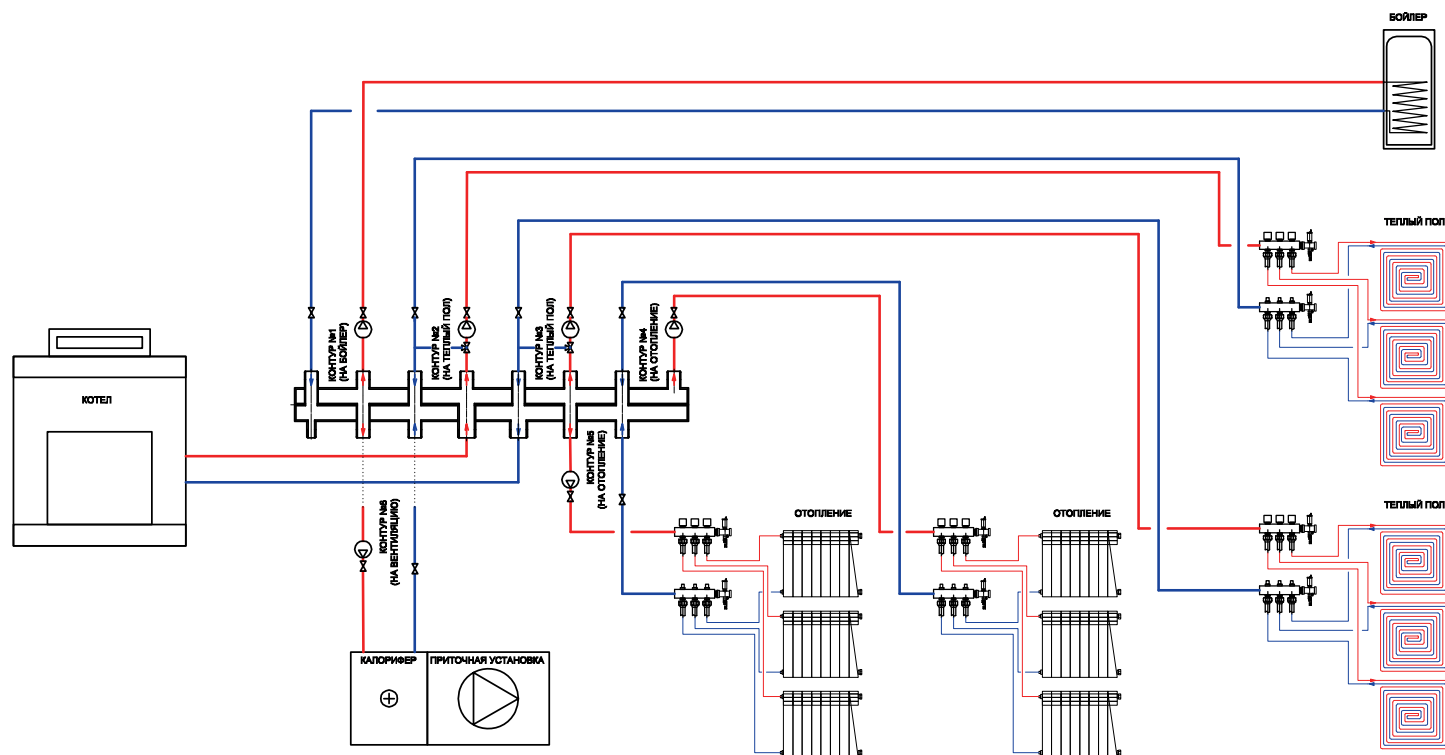 БОЙЛЕР
ТЕПЛЫЙ ПОЛ
КОНТУР №1
(НА БОЙЛЕР)
КОНТУР №2
(НА ТЕПЛЫЙ ПОЛ)
КОНТУР №3
(НА ТЕПЛЫЙ ПОЛ)
КОНТУР №4
(НА ОТОПЛЕНИЕ)
КОТЕЛ
КОНТУР №5
(НА ОТОПЛЕНИЕ)
КОНТУР №6
(НА ВЕНТИЛЯЦИЮ)
ОТОПЛЕНИЕ
ОТОПЛЕНИЕ
ТЕПЛЫЙ ПОЛ
КАЛОРИФЕР
ПРИТОЧНАЯ УСТАНОВКА